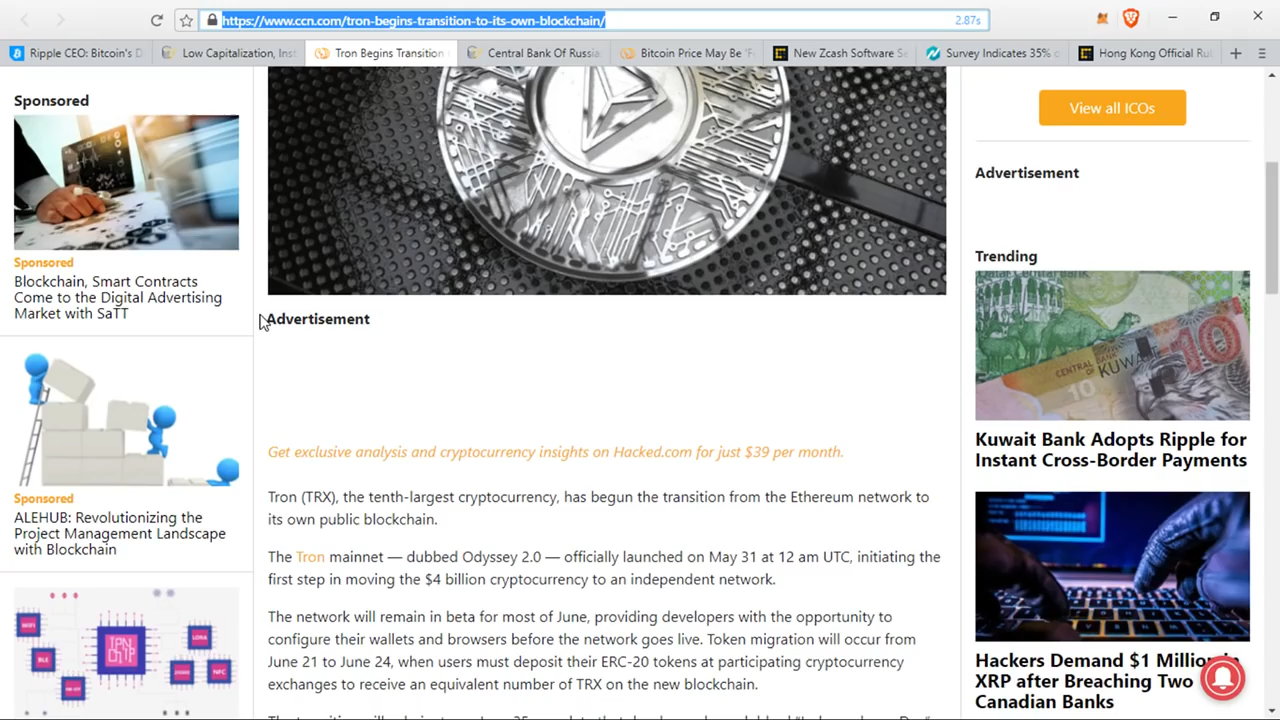 https://www.ccn.com/tron-begins-transition-to-its-own-blockchain/
2.87s
Ripple CEO: Bitcoin's D
Low Capitalization, Ins
Tron Begins Transition
Central Bank Of Russia
Bitcoin Price May Be 'F
New Zcash Software Se
Survey Indicates 35%
Hong Kong Official Ru
Sponsored
Sponsored
Blockchain, Smart Contracts
Come to the Digital Advertising
Market with SaTT
Sponsored
ALEHUB: Revolutionizing the
Project Management Landscape
with Blockchain
Advertisement
Get exclusive analysis and cryptocurrency insights on Hacked.com for just $39 per month.
Tron (TRX), the tenth-largest cryptocurrency, has begun the transition from the Ethereum network to
its own public blockchain.
The Tron mainnet — dubbed Odyssey 2.0 — officially launched on May 31 at 12 am UTC, initiating the
first step in moving the $4 billion cryptocurrency to an independent network.
The network will remain in beta for most of June, providing developers with the opportunity to
configure their wallets and browsers before the network goes live. Token migration will occur from
June 21 to June 24, when users must deposit their ERC-20 tokens at participating cryptocurrency
exchanges to receive an equivalent number of TRX on the new blockchain.
View all ICOs
Advertisement
Trending
CENTRAL BANK OF KUWAIT
10
10
Kuwait Bank Adopts Ripple for
Instant Cross-Border Payments
Hackers Demand $1 Million in
XRP after Breaching Two
Canadian Banks